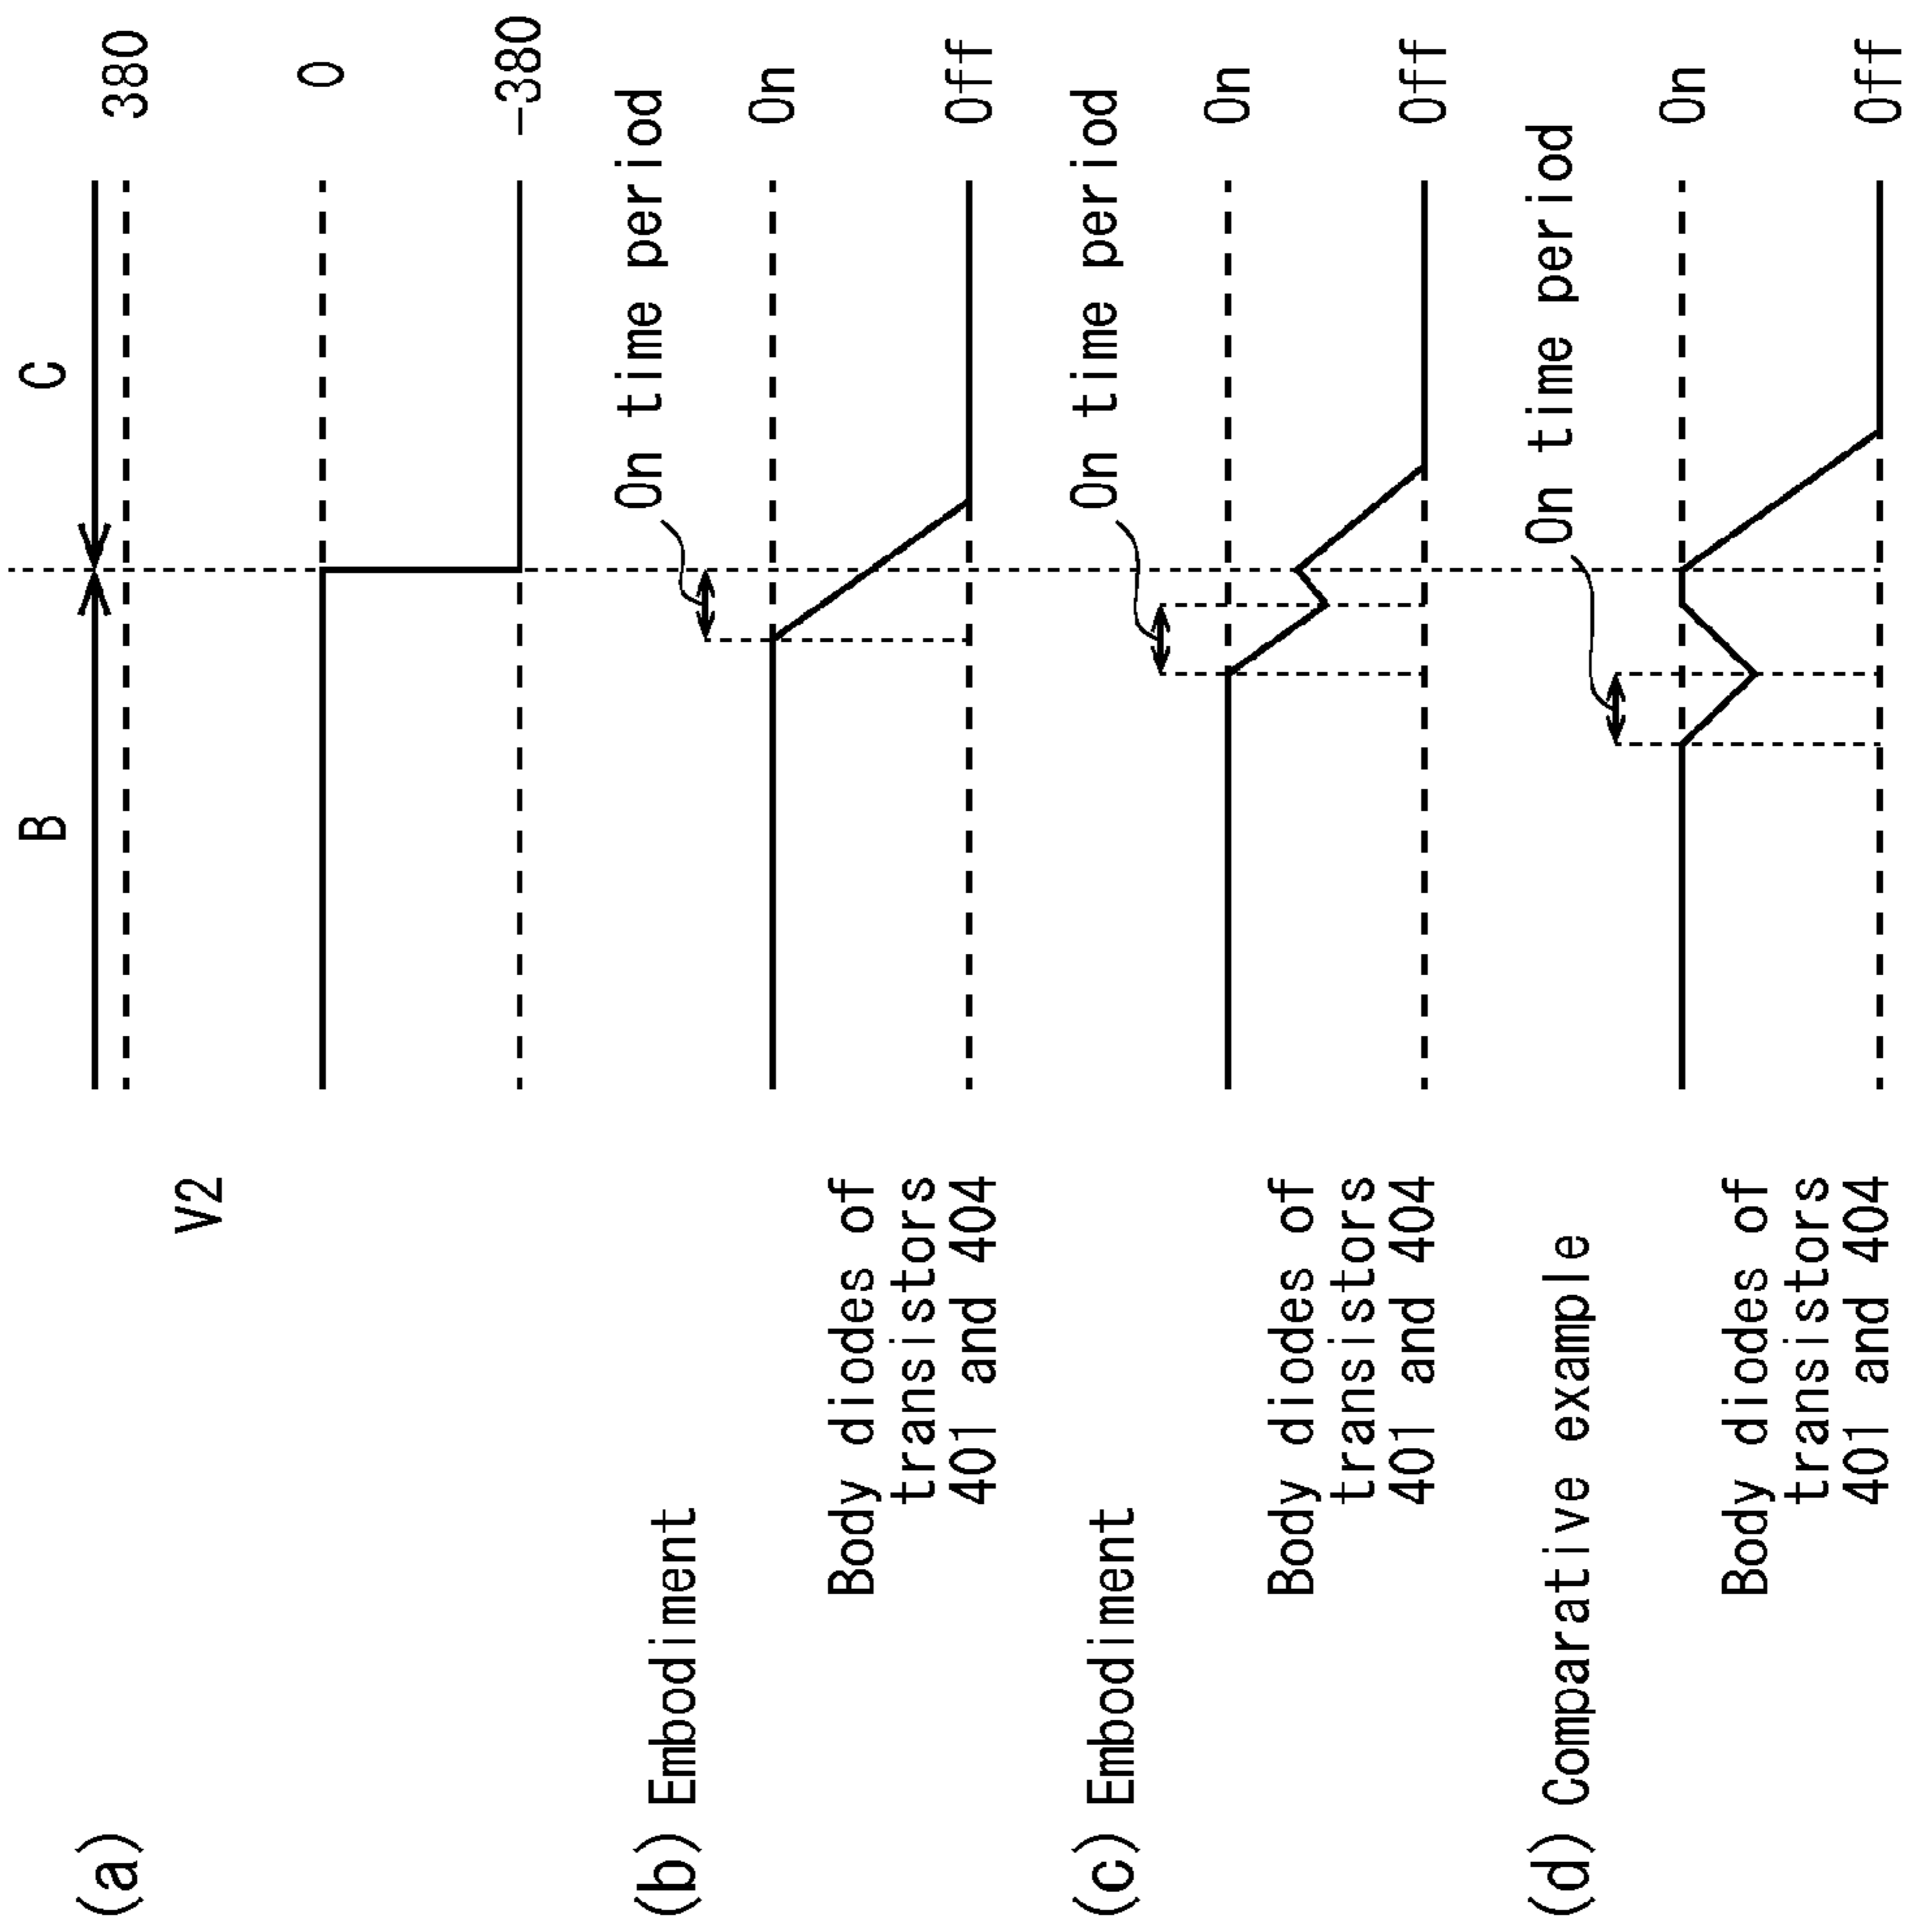 B
C
(a)
V2
380
0
-380
(b) Embodiment
On time period
Body diodes of
transistors
401 and 404
On
Off
(c) Embodiment
On time period
Body diodes of
transistors
401 and 404
On
Off
(d) Comparative example
On time period
Body diodes of
transistors
401 and 404
On
Off